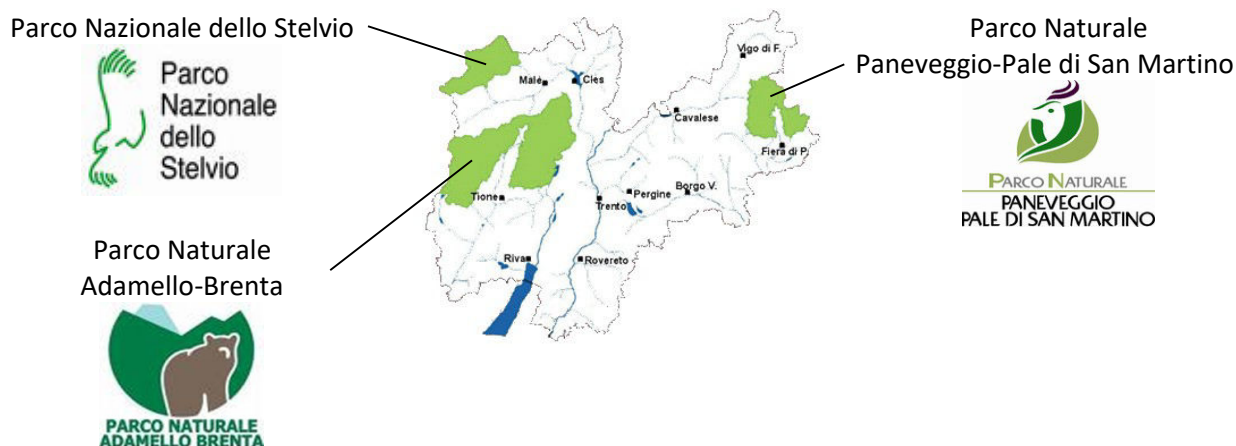 Parco Nazionale dello Stelvio
Parco
Nazionale
dello
Stelvio
Parco Naturale
Adamello-Brenta
PARCO NATURALE
ADAMELLO BRENTA
Malé
Cles
Vigo di F.
Cavalese
Fiera di P.
Tione
Trento
Pergine
Borgo V.
Riva
Rovereto
Parco Naturale
Paneveggio-Pale di San Martino
PARCO NATURALE
PANEVEGGIO
PALE DI SAN MARTINO